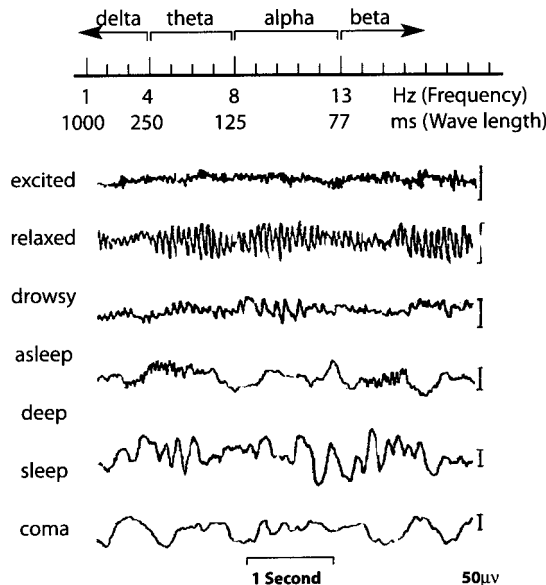 delta theta alpha beta
1 4 8 13 Hz (Frequency)
1000 250 125 77 ms (Wave length)
excited
relaxed
drowsy
asleep
deep
sleep
coma
1 Second 50μv